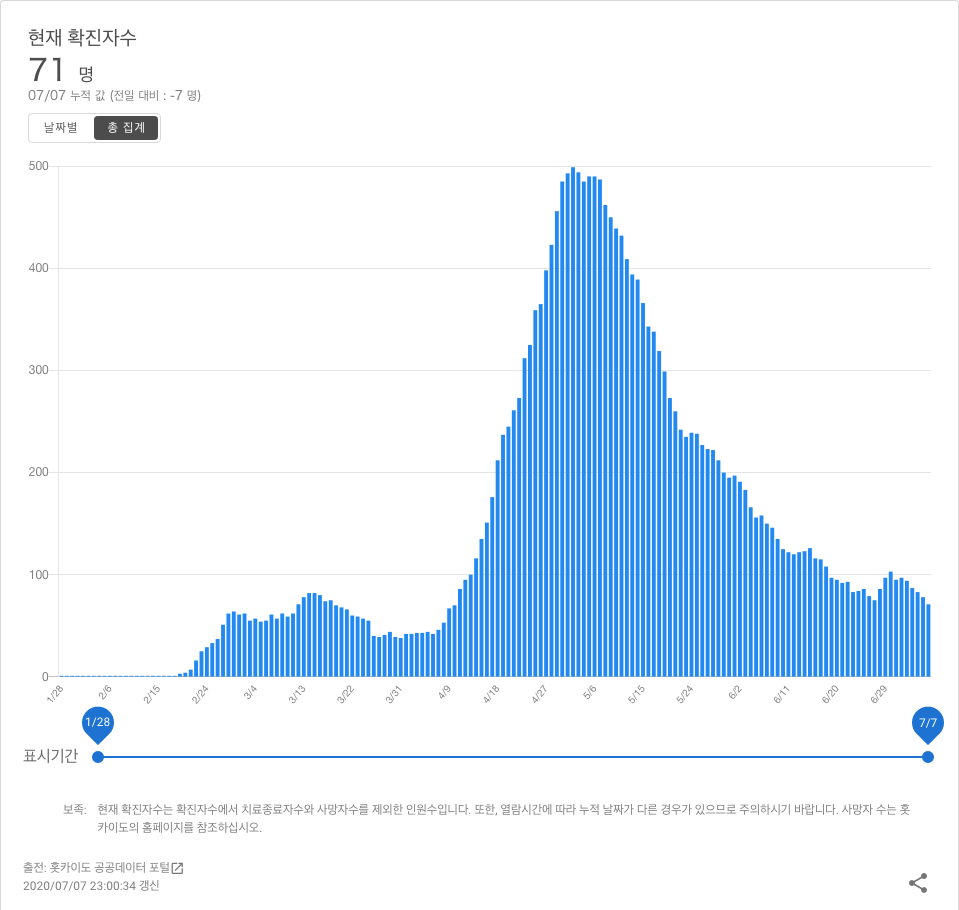 현재 확진자수
71 명
07/07 누적 값 (전일 대비 : -7 명)
날짜별 총 집계
500
400
300
200
100
0
1/28 2/6 2/15 2/24 3/4 3/13 3/22 3/31 4/9 4/18 4/27 5/6 5/15 5/24 6/2 6/11 6/20 6/29
1/28 7/7
표시기간
보족: 현재 확진자수는 확진자수에서 치료종료자수와 사망자수를 제외한 인원수입니다. 또한, 열람시간에 따라 누적 날짜가 다른 경우가 있으므로 주의하시기 바랍니다. 사망자 수는 홋
카이도의 홈페이지를 참조하십시오.
출전: 홋카이도 공공데이터 포털
2020/07/07 23:00:34 갱신